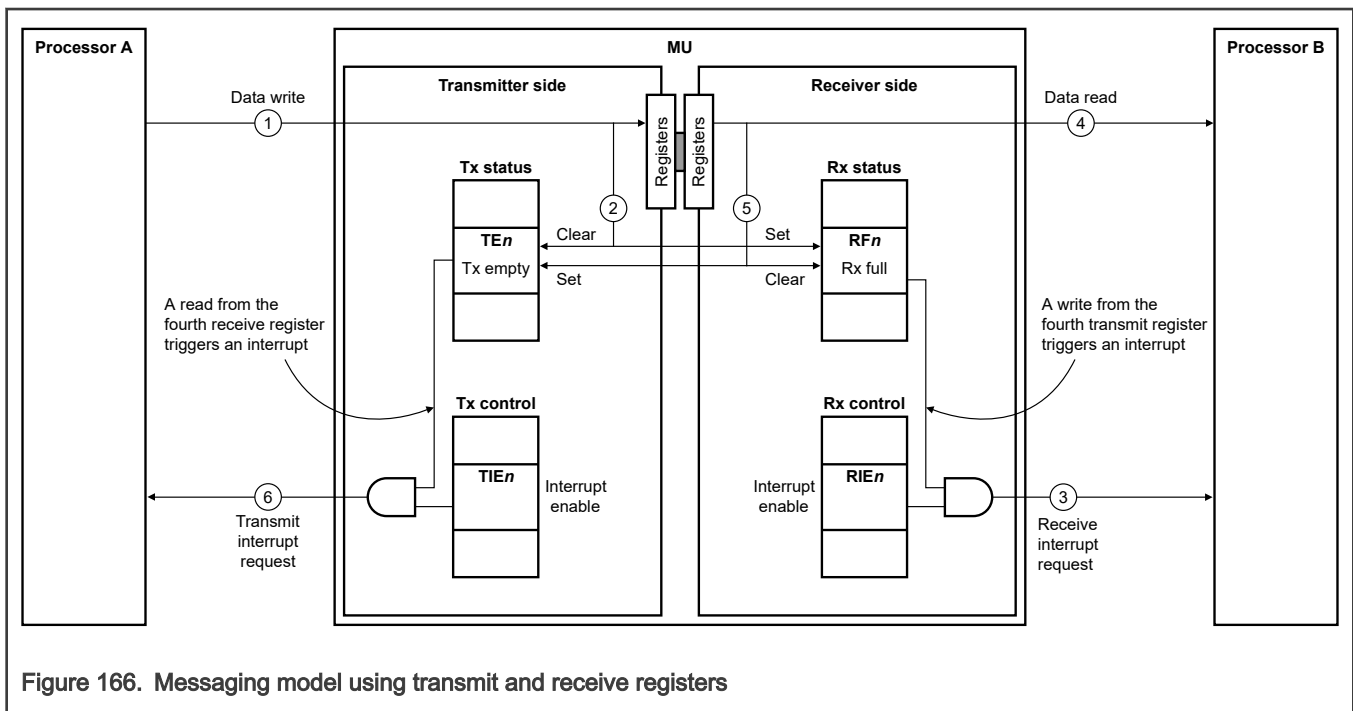 Processor A
MU
Processor B
Transmitter side
Receiver side
Data write
1
Data read
4
Registers
Registers
Tx status
Rx status
2
5
Clear
Set
TEn
Tx empty
RFn
Rx full
Set
Clear
A read from the
fourth receive register
triggers an interrupt
A write from the
fourth transmit register
triggers an interrupt
Tx control
Rx control
TIEn
Interrupt
enable
Interrupt
enable
RIEn
6
Transmit
interrupt
request
3
Receive
interrupt
request
Figure 166. Messaging model using transmit and receive registers